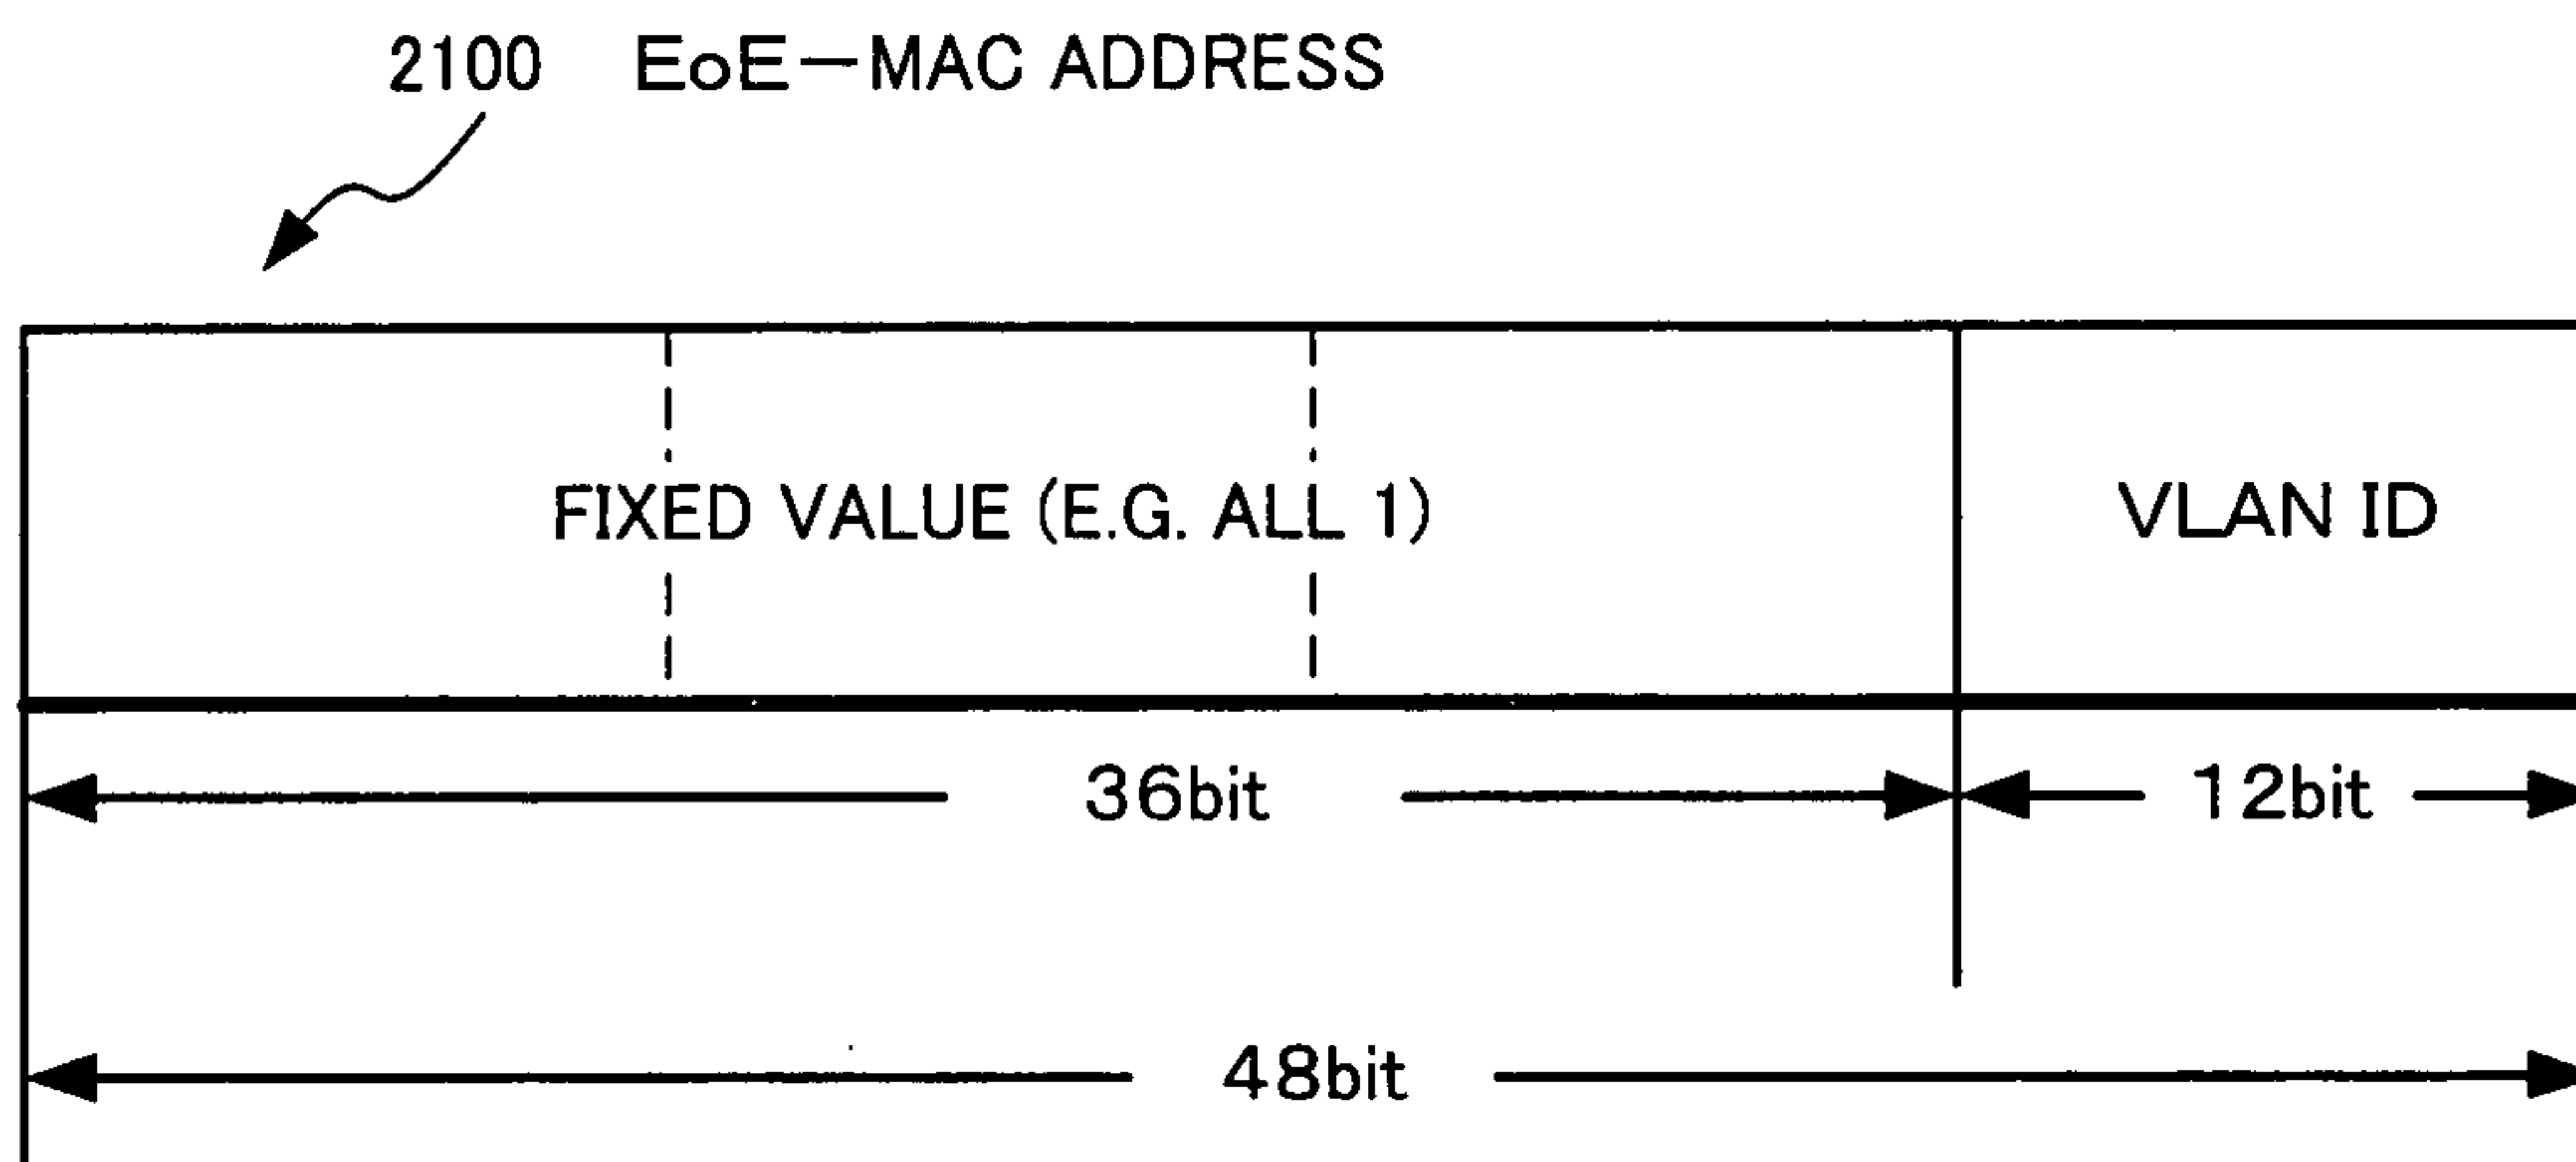 2100 EoE－MAC ADDRESS
FIXED VALUE (E.G. ALL 1) VLAN ID
36bit 12bit
48bit